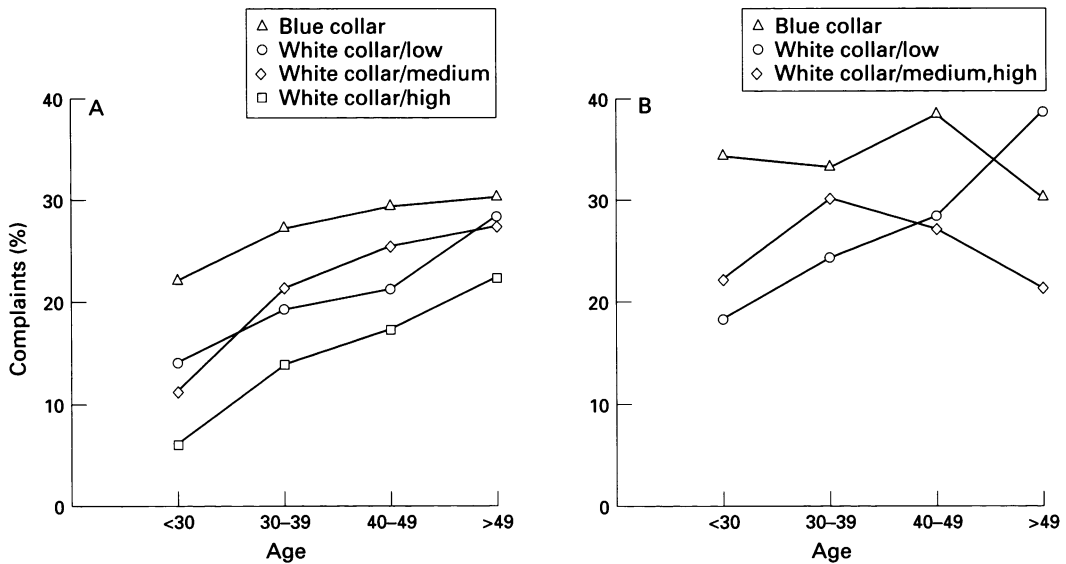 Blue collar
White collar/low
White collar/medium
White collar/high
A
Complaints (%)
40
30
20
10
0
<30 30–39 40–49 >49
Age
Blue collar
White collar/low
White collar/medium,high
B
40
30
20
10
0
<30 30–39 40–49 >49
Age